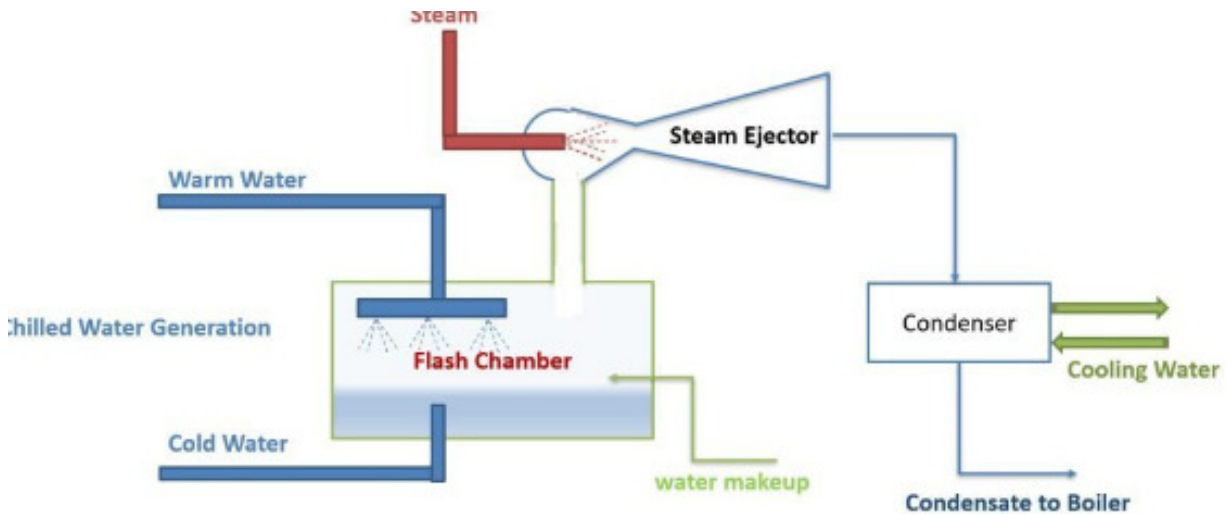 Steam
Steam Ejector
Warm Water
Chilled Water Generation
Flash Chamber
Condenser
Cooling Water
Cold Water
water makeup
Condensate to Boiler